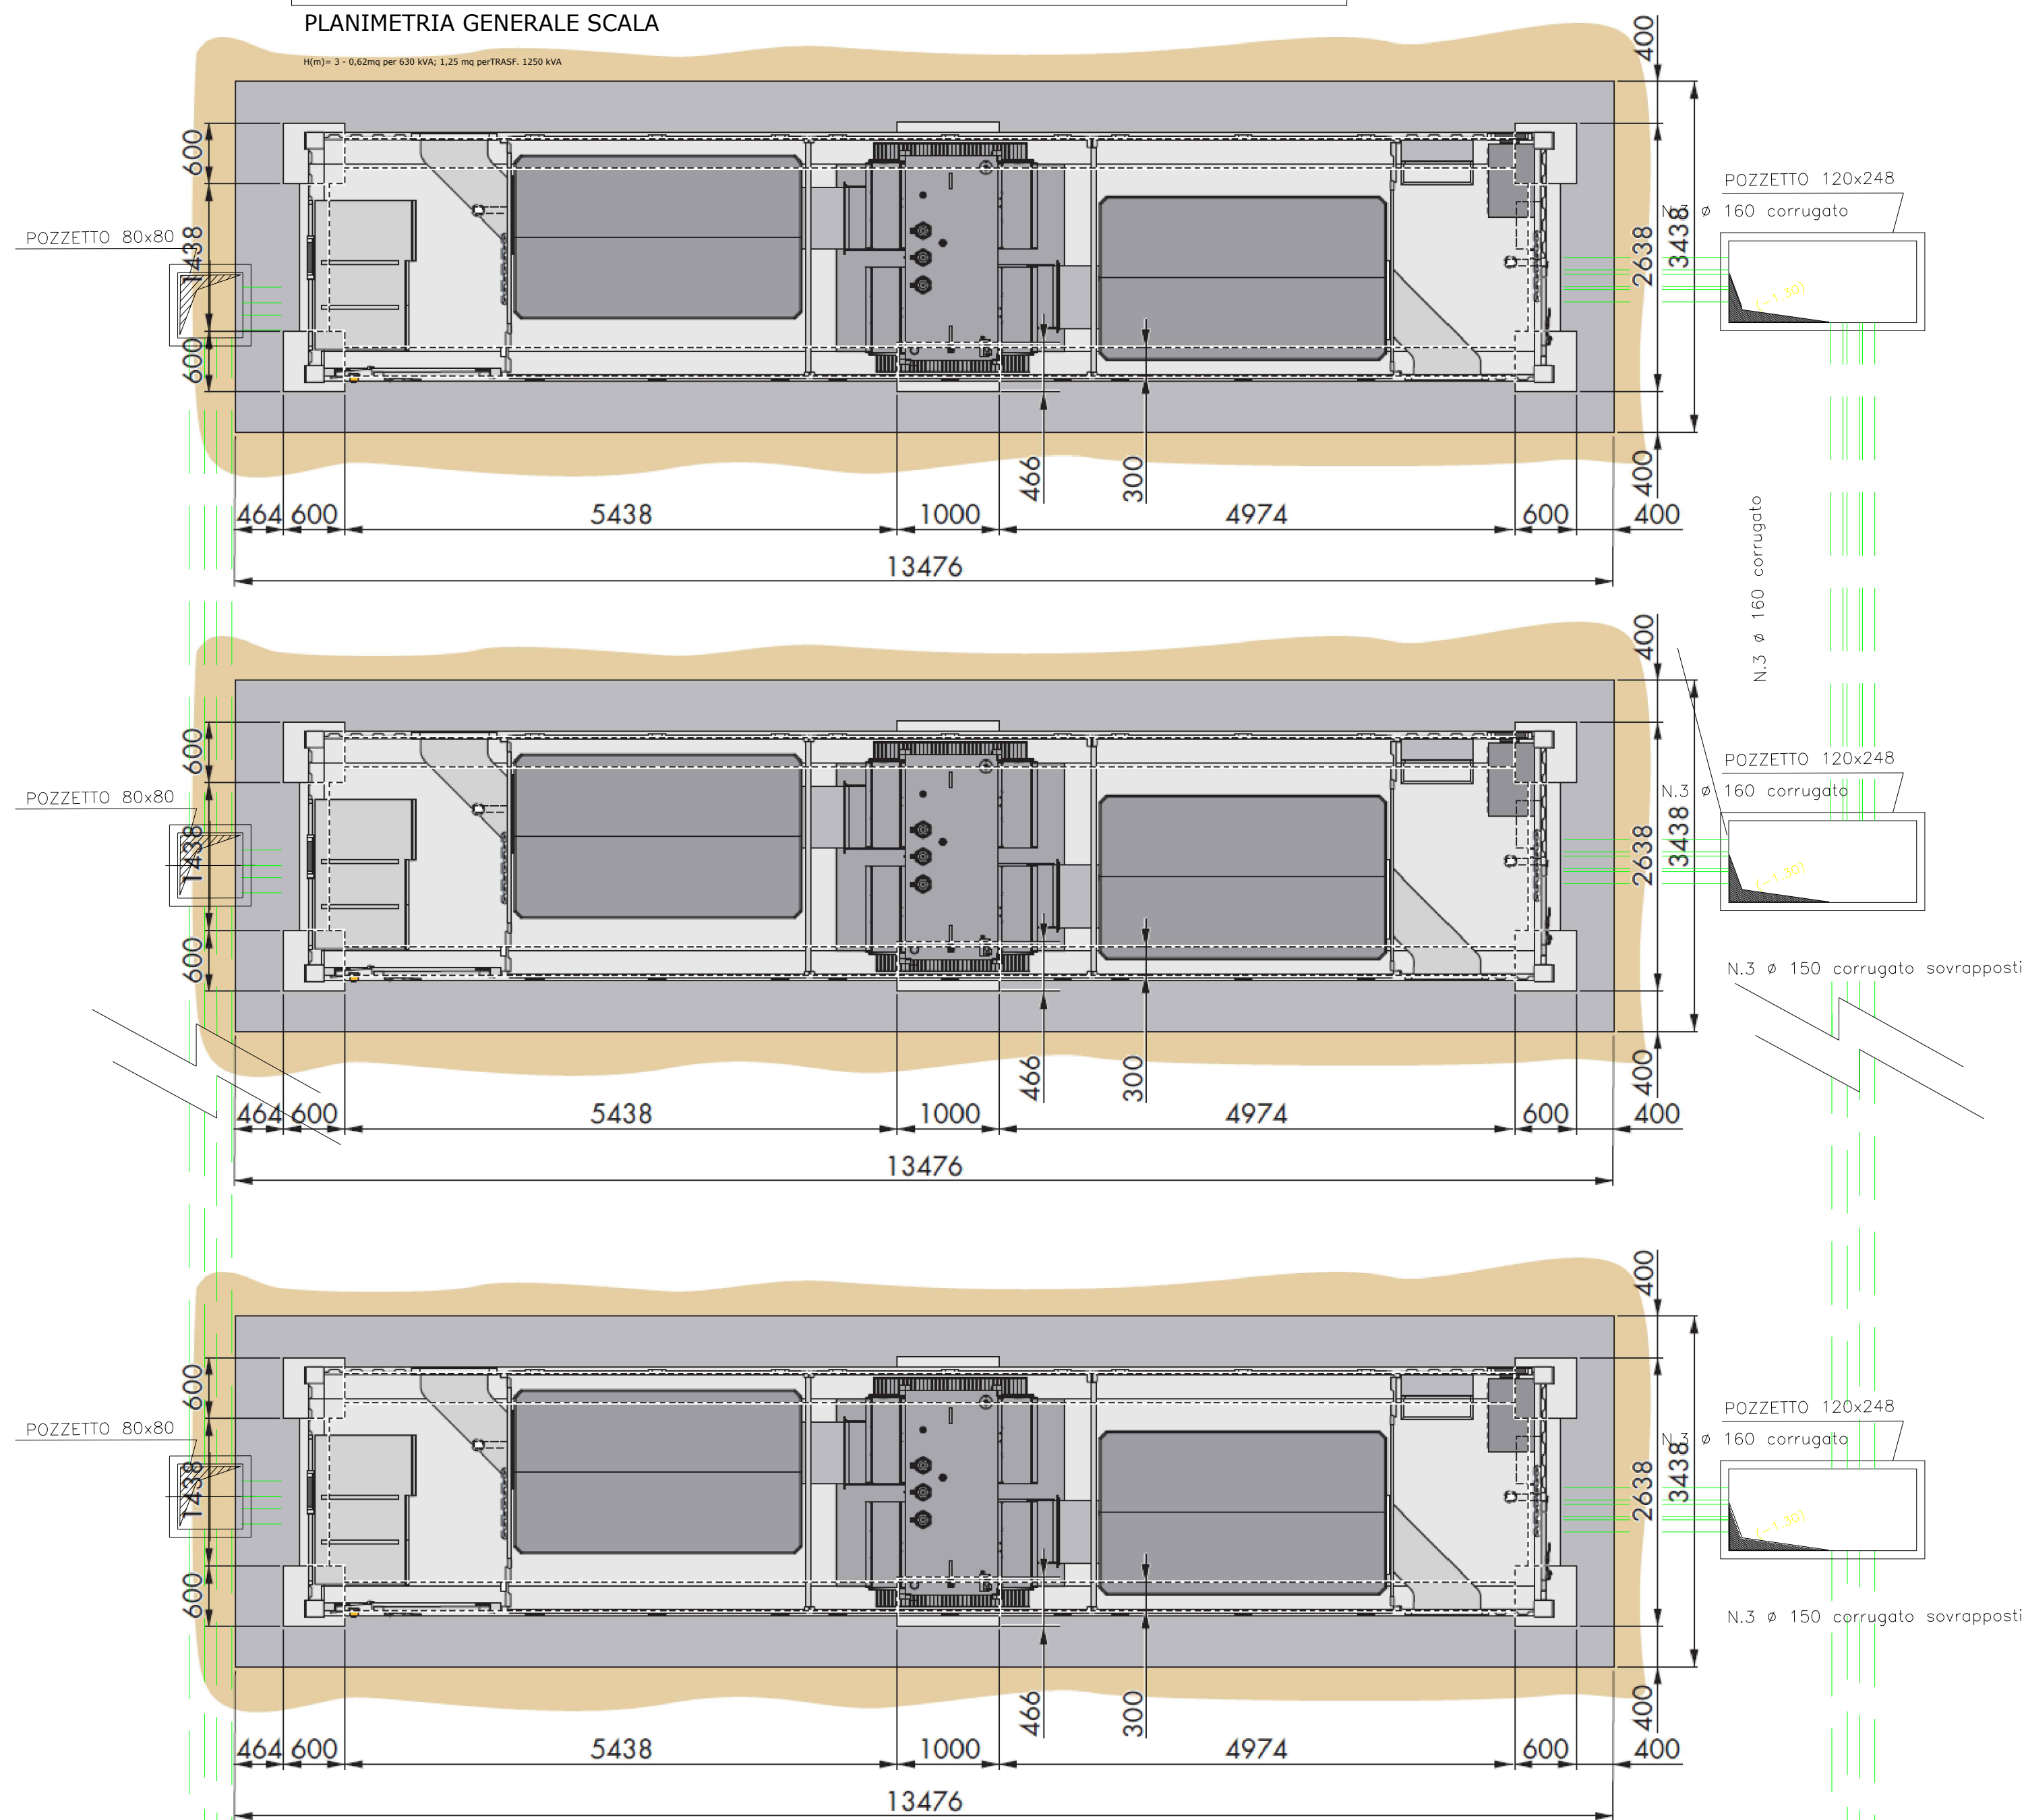 PLANIMETRIA GENERALE SCALA
H(m)= 3 - 0,62mq per 630 kVA; 1,25 mq perTRASF. 1250 kVA
400
600
1438
600
POZZETTO 80x80
POZZETTO 120x248
N.3 ø 160 corrugato
2638
3438
(-1.30)
466
300
400
464 600 5438 1000 4974 600 400
13476
N.3 ø 160 corrugato
400
600
1438
600
POZZETTO 80x80
POZZETTO 120x248
N.3 ø 160 corrugato
2638
3438
(-1.30)
N.3 ø 150 corrugato sovrapposti
466
300
400
464 600 5438 1000 4974 600 400
13476
400
600
1438
600
POZZETTO 80x80
POZZETTO 120x248
N.3 ø 160 corrugato
2638
3438
(-1.30)
N.3 ø 150 corrugato sovrapposti
466
300
400
464 600 5438 1000 4974 600 400
13476